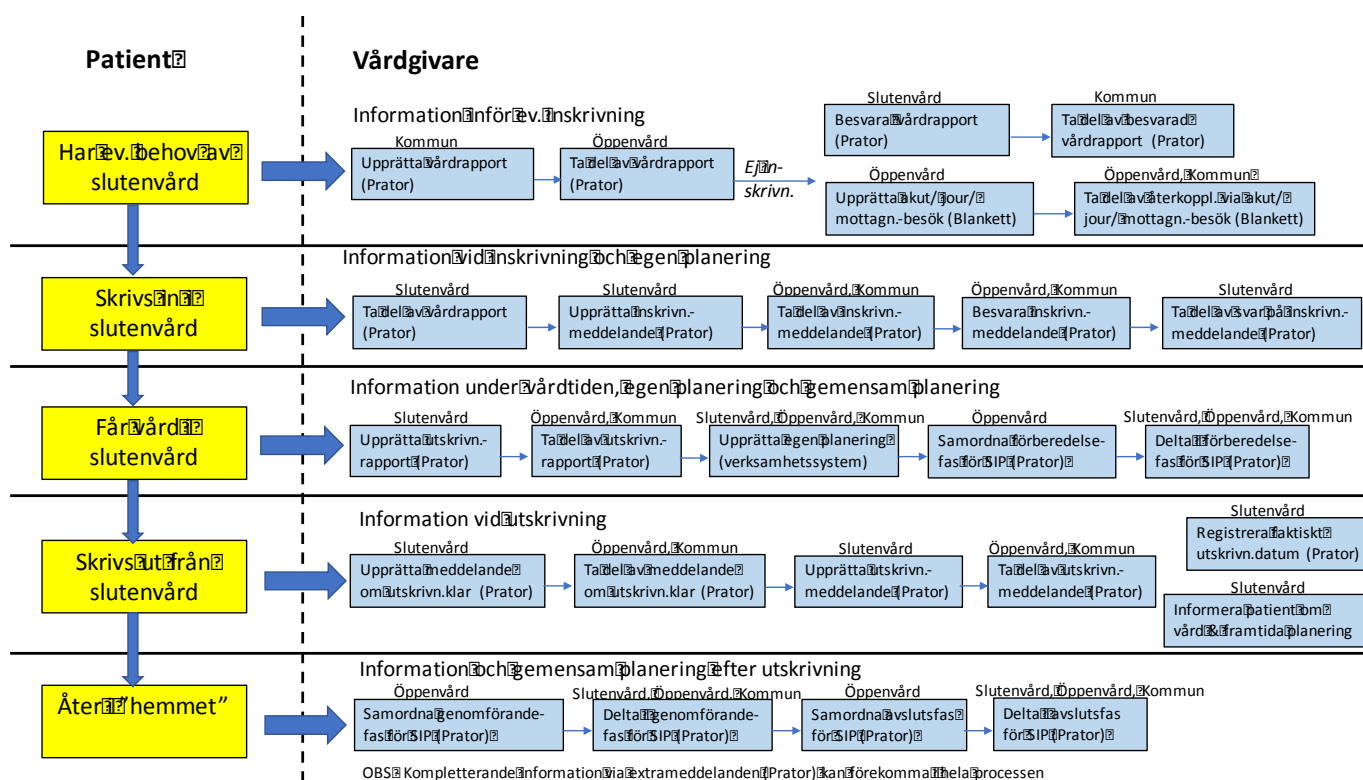 Patient
Vårdgivare
Information inför ev. inskrivning
Har ev. behov av
slutenvård
Kommun
Upprätta vårdrapport
(Prator)
Öppenvård
Ta del av vårdrapport
(Prator)
Ej in-
skrivn.
Slutenvård
Besvara vårdrapport
(Prator)
Kommun
Ta del av besvarad
vårdrapport (Prator)
Öppenvård
Upprätta akut/jour/
mottagn.-besök (Blankett)
Öppenvård, Kommun
Ta del av återkoppl. via akut/
jour/ mottagn.-besök (Blankett)
Information vid inskrivning och egen planering
Skrivs in i
slutenvård
Slutenvård
Ta del av vårdrapport
(Prator)
Slutenvård
Upprätta inskrivn.-
meddelande (Prator)
Öppenvård, Kommun
Ta del av inskrivn.-
meddelande (Prator)
Öppenvård, Kommun
Besvara inskrivn.-
meddelande (Prator)
Slutenvård
Ta del av svar på inskrivn.-
meddelande (Prator)
Information under vårdtiden, egen planering och gemensam planering
Får vård i
slutenvård
Slutenvård
Upprätta utskrivn.-
rapport (Prator)
Öppenvård, Kommun
Ta del av utskrivn.-
rapport (Prator)
Slutenvård, Öppenvård, Kommun
Upprätta egen planering
(verksamhetssystem)
Öppenvård
Samordna förberedelse-
fas för SIP (Prator)
Slutenvård, Öppenvård, Kommun
Delta i förberedelse-
fas för SIP (Prator)
Information vid utskrivning
Skrivs ut från
slutenvård
Slutenvård
Upprätta meddelande
om utskrivn.klar (Prator)
Öppenvård, Kommun
Ta del av meddelande
om utskrivn.klar (Prator)
Slutenvård
Upprätta utskrivn.-
meddelande (Prator)
Öppenvård, Kommun
Ta del av utskrivn.-
meddelande (Prator)
Slutenvård
Registrera faktiskt
utskrivn.datum (Prator)
Slutenvård
Informera patient om
vård & framtida planering
Information och gemensam planering efter utskrivning
Åter i "hemmet"
Öppenvård
Samordna genomförande-
fas för SIP (Prator)
Slutenvård, Öppenvård, Kommun
Delta i genomförande-
fas för SIP (Prator)
Öppenvård
Samordna avslutsfas
för SIP (Prator)
Slutenvård, Öppenvård, Kommun
Delta i avslutsfas
för SIP (Prator)
OBS Kompletterande information via extrameddelanden (Prator) kan förekomma i hela processen